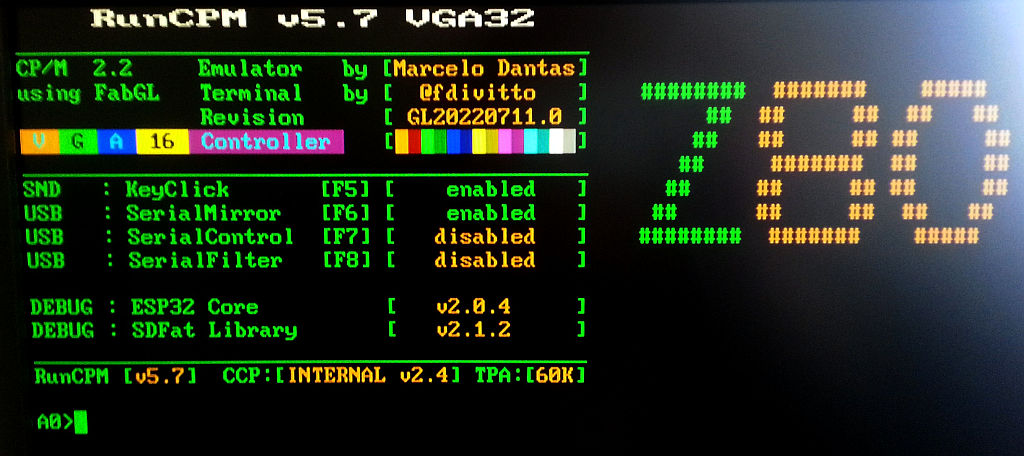 RunCPM v5.7 VGA32
CP/M 2.2 Emulator by [Marcelo Dantas]
using FabGL Terminal by [ @fdivitto ]
Revision [ GL20220711.0 ]
V G A 16 Controller [ ]
SND : KeyClick [F5] [ enabled ]
USB : SerialMirror [F6] [ enabled ]
USB : SerialControl [F7] [ disabled ]
USB : SerialFilter [F8] [ disabled ]
DEBUG : ESP32 Core [ v2.0.4 ]
DEBUG : SDFat Library [ v2.1.2 ]
RunCPM [v5.7] CCP:[INTERNAL v2.4] TPA:[60K]
A0>
Z80